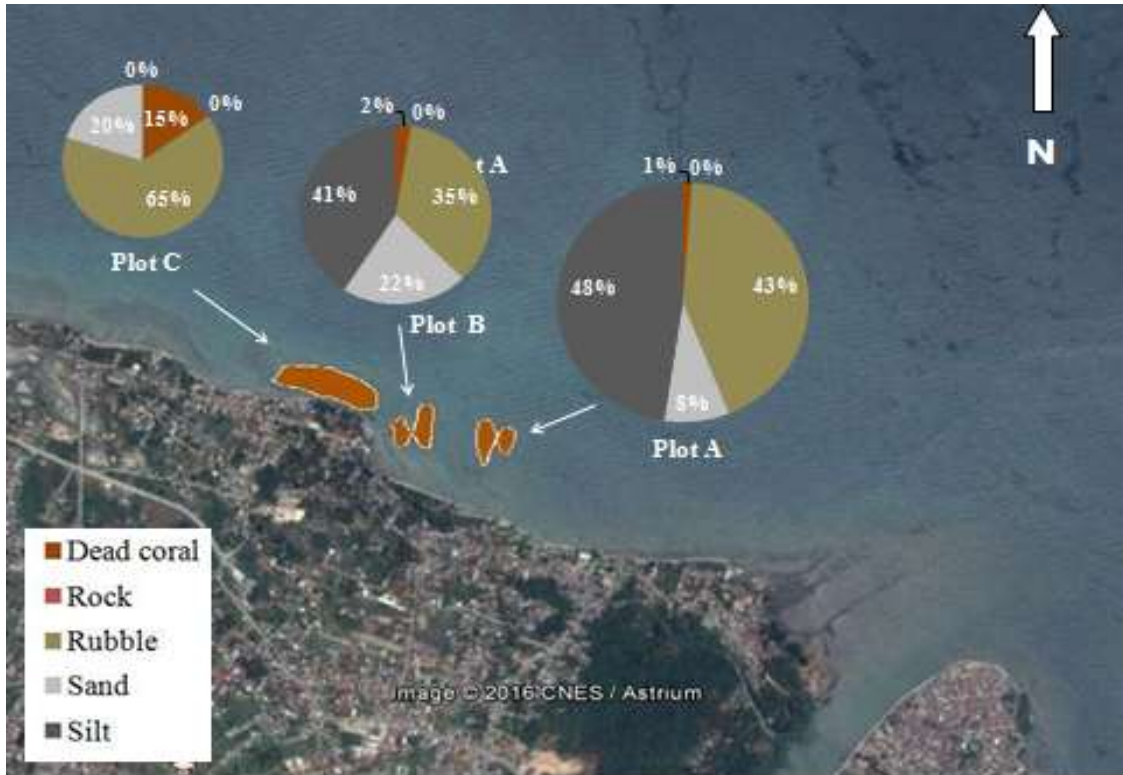 0%
15%
0%
20%
65%
Plot C
2%
0%
t A
41%
35%
22%
Plot B
1%
0%
48%
43%
8%
Plot A
N
Dead coral
Rock
Rubble
Sand
Silt
Image © 2016 CNES / Astrium